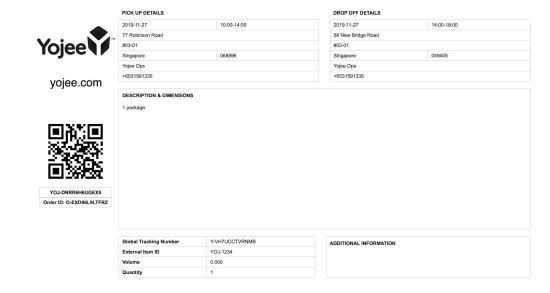 PICK UP DETAILS
2019-11-27 10:00-14:00
77 Robinson Road
#03-01
Singapore 068896
Yojee Ops
+6531591335
DROP OFF DETAILS
2019-11-27 14:00-18:00
58 New Bridge Road
#03-01
Singapore 059405
Yojee Ops
+6531591335
Yojee
yojee.com
YOJ-DNRR6H6UGEX5
Order ID: O-EXD96L9LTFRZ
DESCRIPTION & DIMENSIONS
1 package
Global Tracking Number Y-VH7UCCTVRNMB
External Item ID YOJ-1234
Volume 0.000
Quantity 1
ADDITIONAL INFORMATION